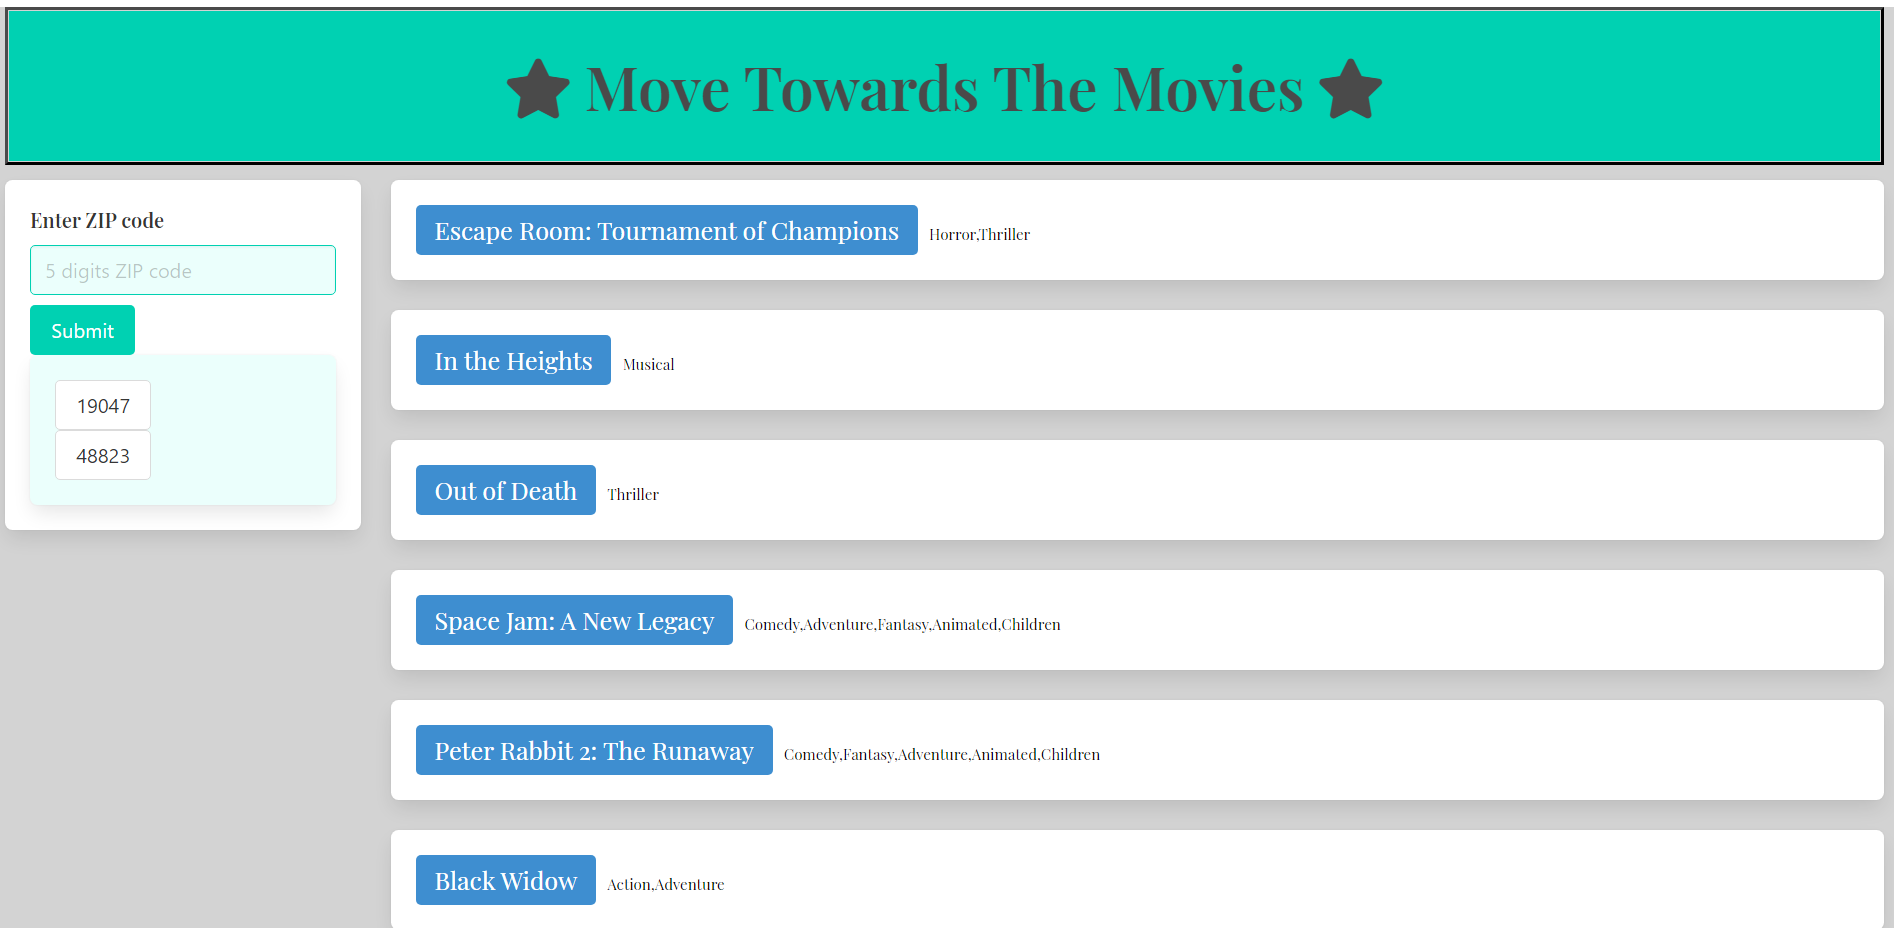 Move Towards The Movies
Enter ZIP code
5 digits ZIP code
Submit
19047
48823
Escape Room: Tournament of Champions Horror,Thriller
In the Heights Musical
Out of Death Thriller
Space Jam: A New Legacy Comedy,Adventure,Fantasy,Animated,Children
Peter Rabbit 2: The Runaway Comedy,Fantasy,Adventure,Animated,Children
Black Widow Action,Adventure